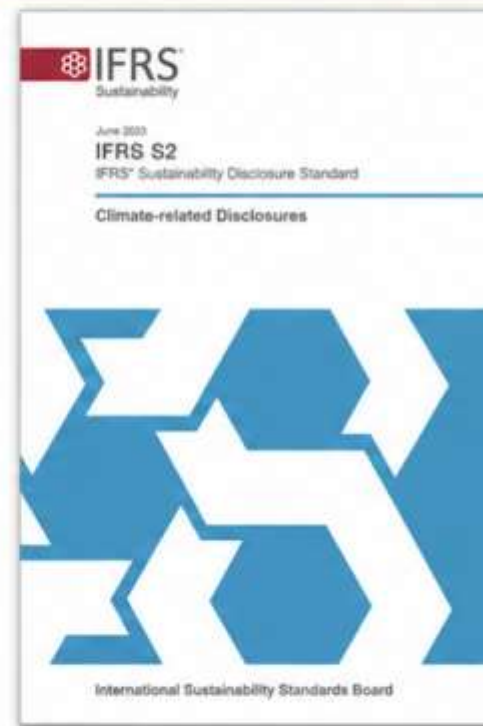 IFRS®
Sustainability
June 2023
IFRS S2
IFRS® Sustainability Disclosure Standard
Climate-related Disclosures
International Sustainability Standards Board